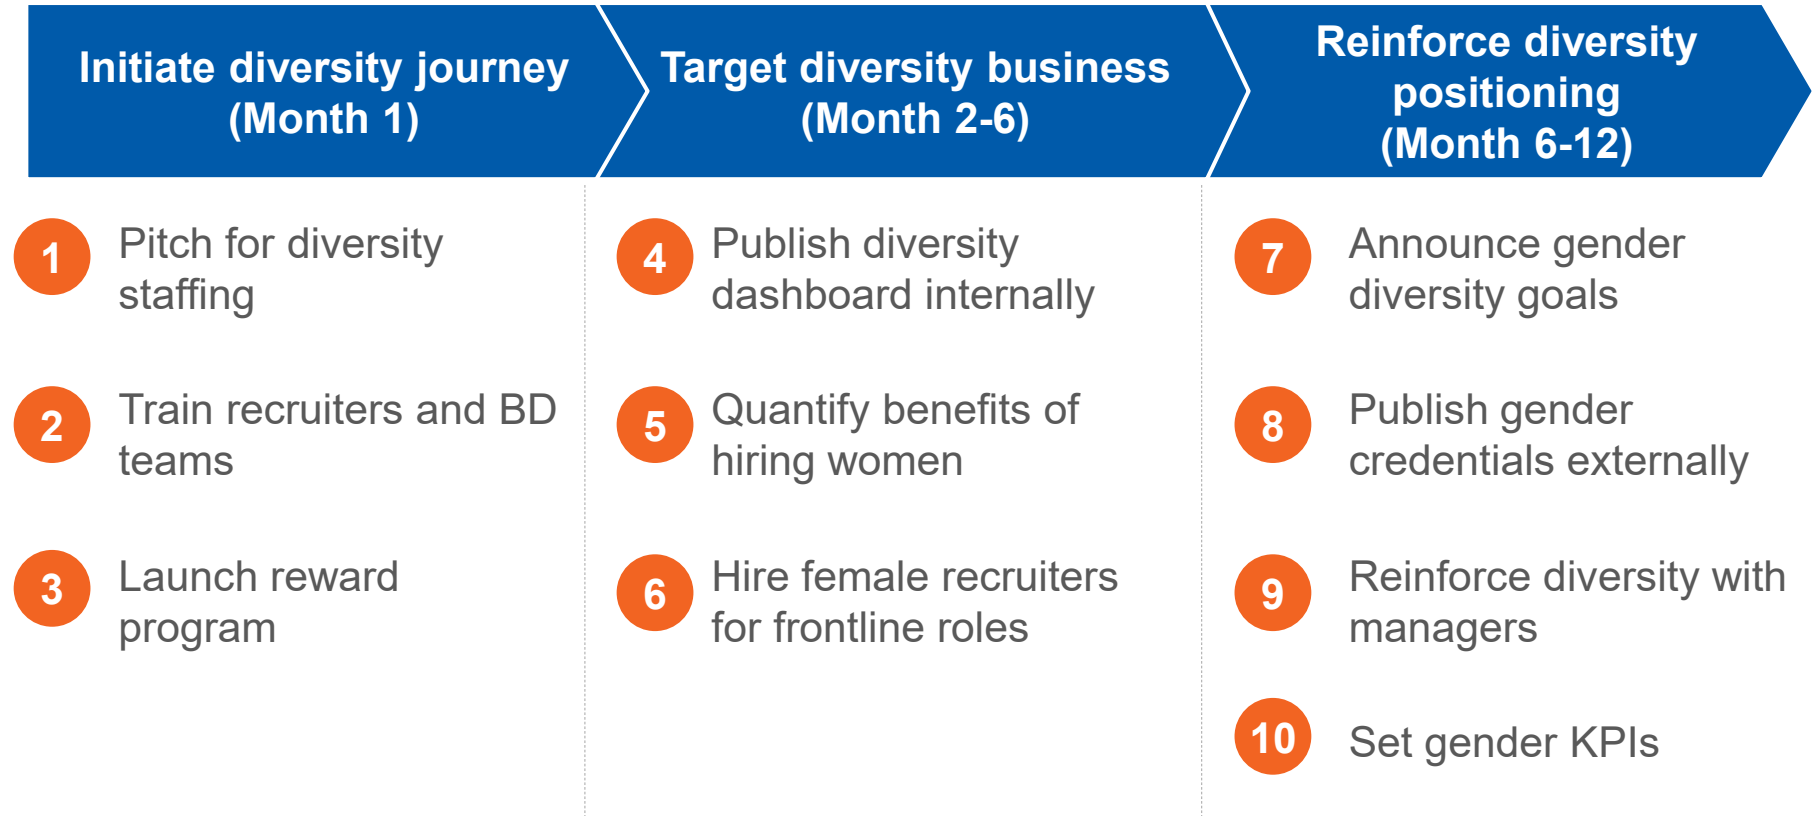 Initiate diversity journey
(Month 1)
Target diversity business
(Month 2-6)
Reinforce diversity
positioning
(Month 6-12)
1
Pitch for diversity
staffing
2
Train recruiters and BD
teams
3
Launch reward
program
4
Publish diversity
dashboard internally
5
Quantify benefits of
hiring women
6
Hire female recruiters
for frontline roles
7
Announce gender
diversity goals
8
Publish gender
credentials externally
9
Reinforce diversity with
managers
10
Set gender KPIs